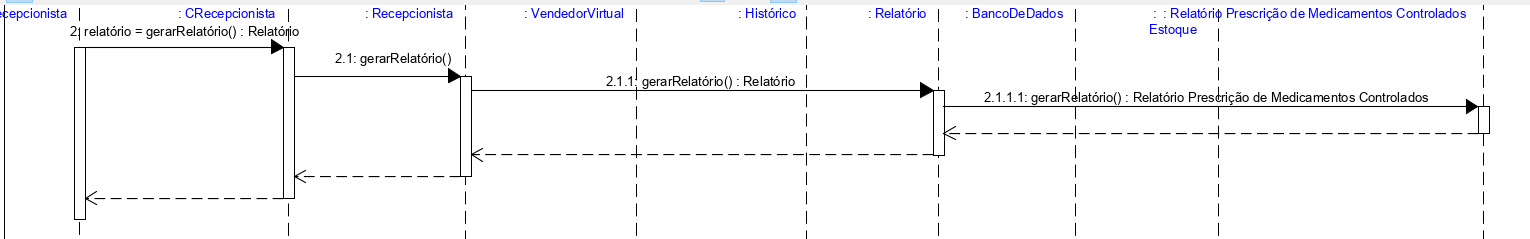 ecepcionista : CRecepcionista : Recepcionista : VendedorVirtual : Histórico : Relatório : BancoDeDados : : Relatório Prescrição de Medicamentos Controlados
Estoque
2: relatório = gerarRelatório() : Relatório
2.1: gerarRelatório()
2.1.1: gerarRelatório() : Relatório
2.1.1.1: gerarRelatório() : Relatório Prescrição de Medicamentos Controlados